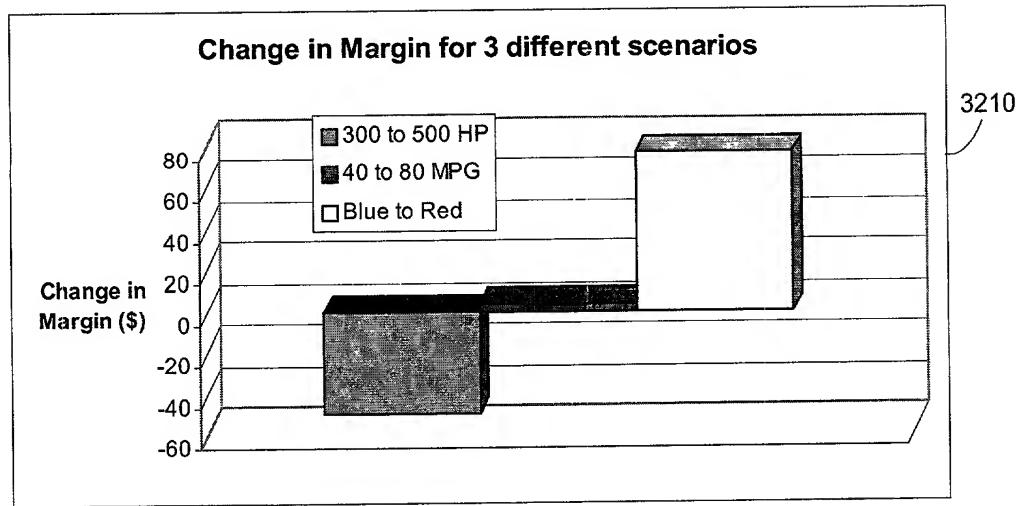 Change in Margin for 3 different scenarios
3210
300 to 500 HP
40 to 80 MPG
Blue to Red
80
60
40
20
0
-20
-40
-60
Change in
Margin ($)